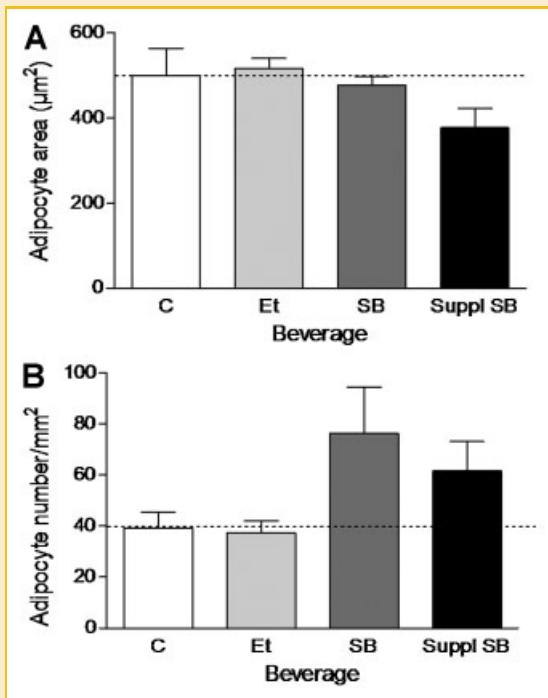 A
Adipocyte area (µm²)
600
400
200
0
C Et SB Suppl SB
Beverage
B
Adipocyte number/mm²
100
80
60
40
20
0
C Et SB Suppl SB
Beverage